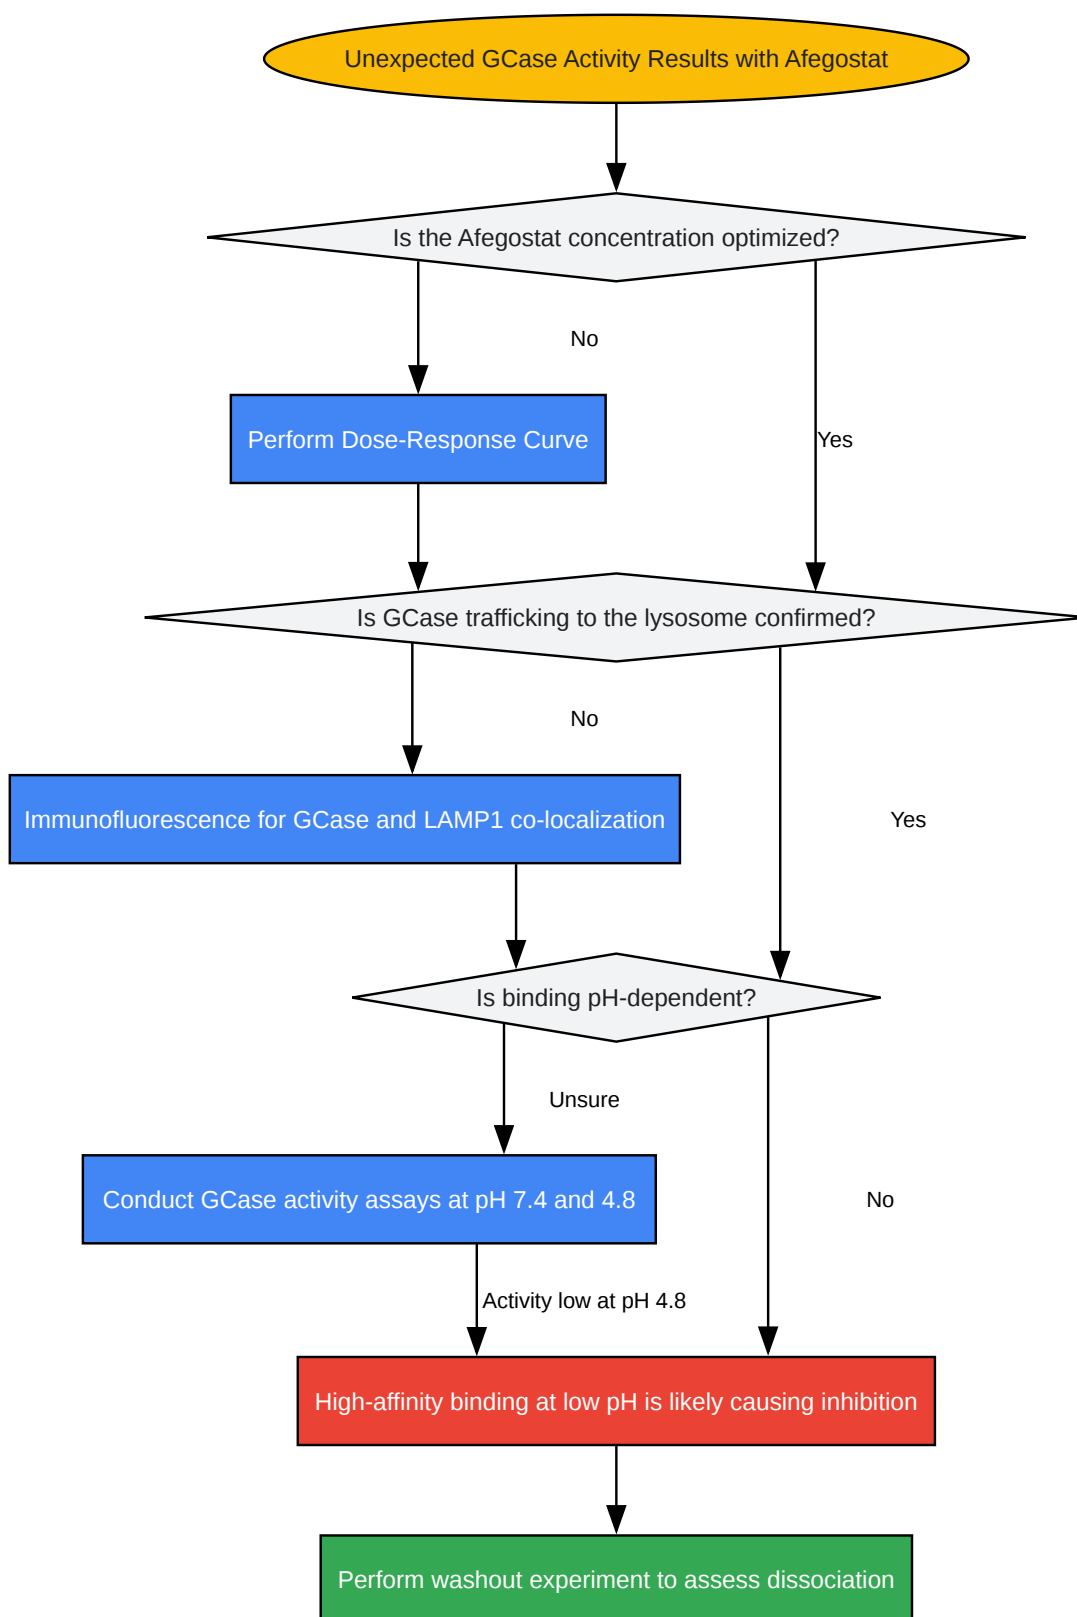 Unexpected GCase Activity Results with Afegostat
Is the Afegostat concentration optimized?
No
Perform Dose-Response Curve
Yes
Is GCase trafficking to the lysosome confirmed?
No
Immunofluorescence for GCase and LAMP1 co-localization
Yes
Is binding pH-dependent?
Unsure
Conduct GCase activity assays at pH 7.4 and 4.8
No
Activity low at pH 4.8
High-affinity binding at low pH is likely causing inhibition
Perform washout experiment to assess dissociation